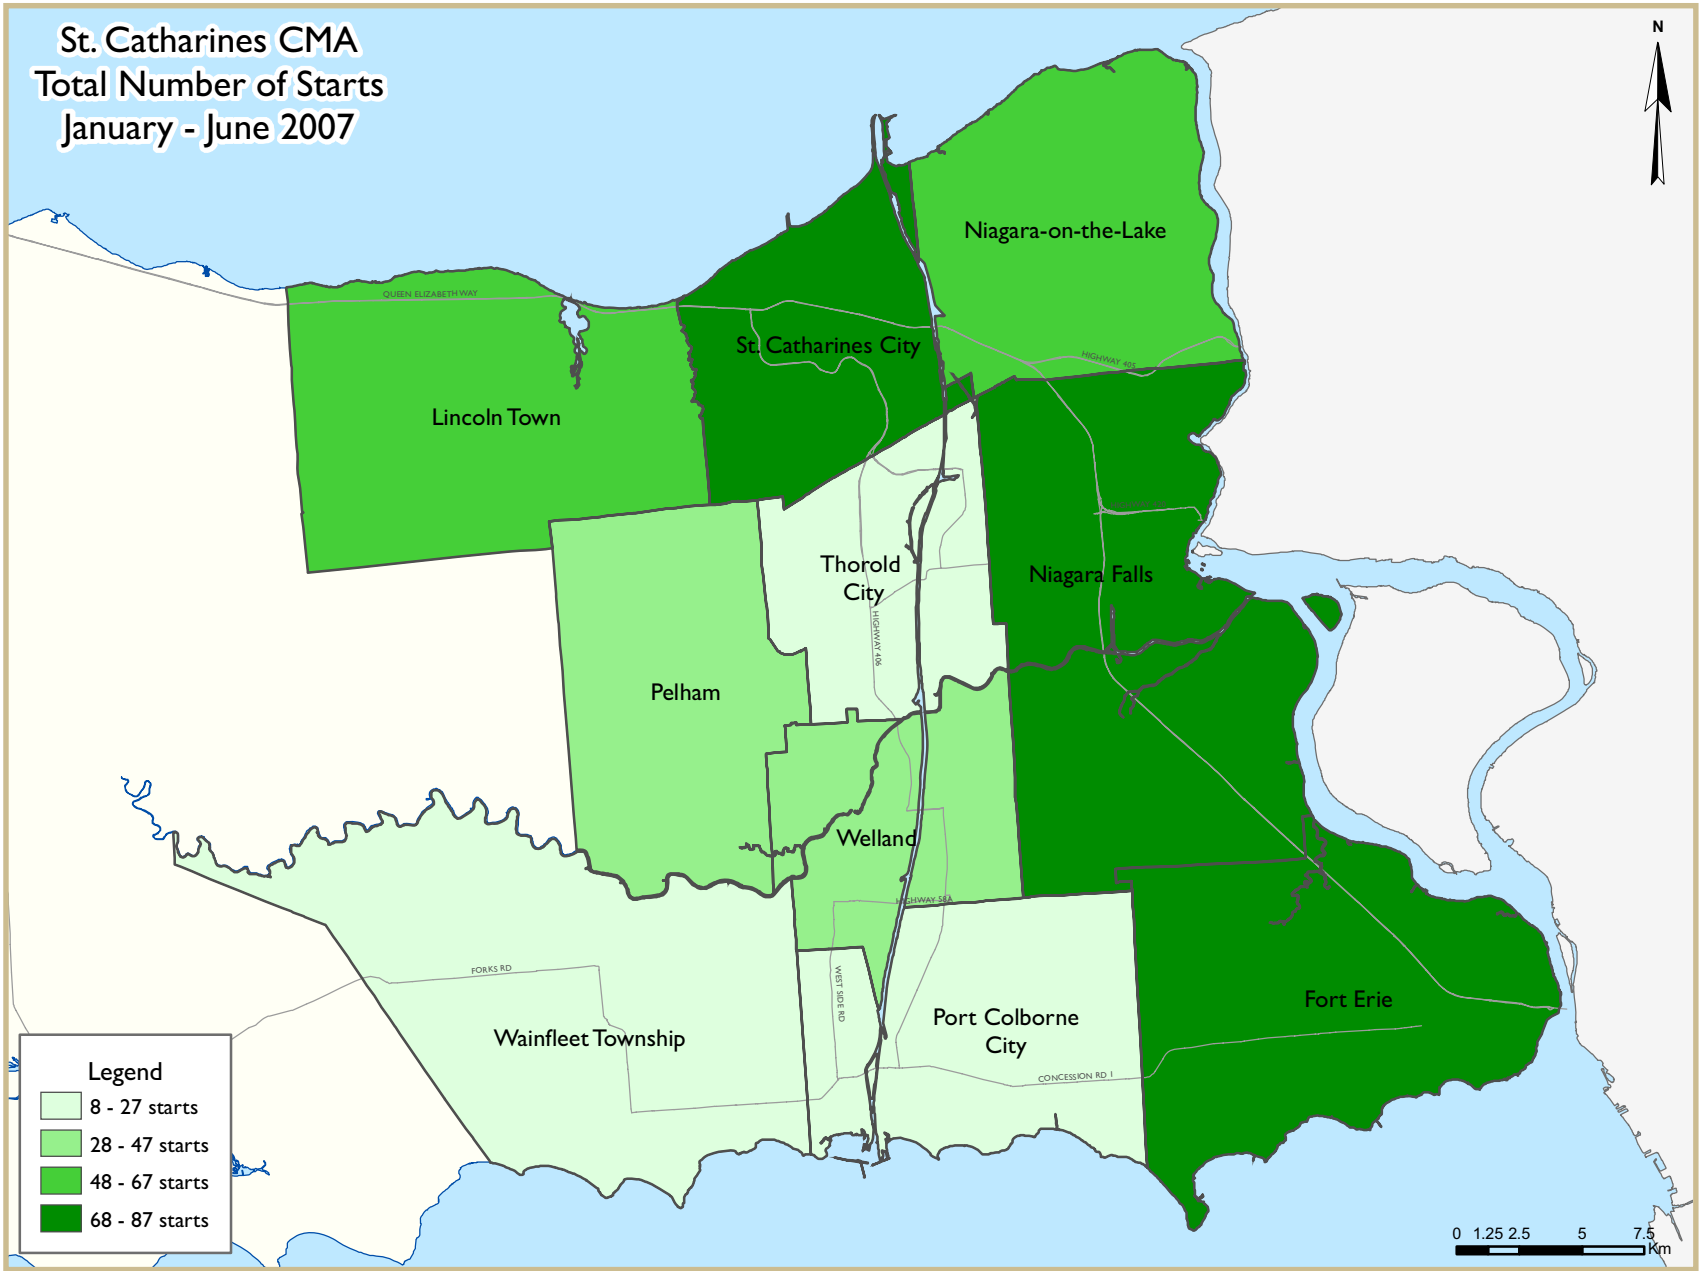 St. Catharines CMA
Total Number of Starts
January - June 2007
N
Niagara-on-the-Lake
QUEEN ELIZABETH WAY
St. Catharines City
HIGHWAY 405
Lincoln Town
Thorold
City
Niagara Falls
HIGHWAY 406
Pelham
Welland
HIGHWAY 58A
FORKS RD
WEST SIDE RD
Fort Erie
Port Colborne
City
Wainfleet Township
CONCESSION RD 1
Legend
8 - 27 starts
28 - 47 starts
48 - 67 starts
68 - 87 starts
0 1.25 2.5 5 7.5
Km